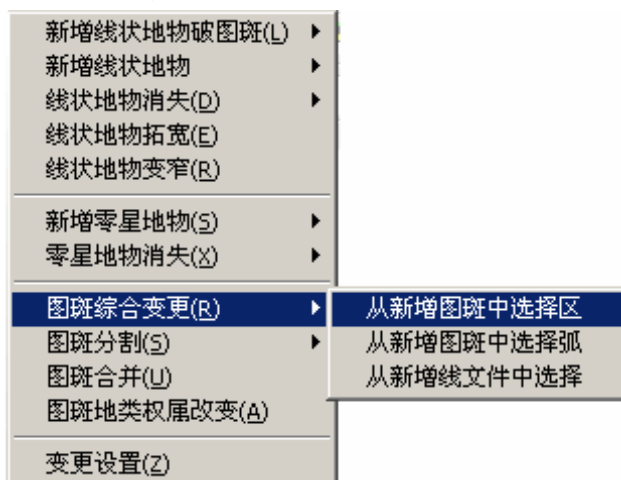 新增线状地物破图斑(L)
新增线状地物
线状地物消失(D)
线状地物拓宽(E)
线状地物变窄(R)
新增零星地物(S)
零星地物消失(X)
图斑综合变更(R)
从新增图斑中选择区
图斑分割(S)
从新增图斑中选择弧
图斑合并(U)
从新增线文件中选择
图斑地类权属改变(A)
变更设置(Z)